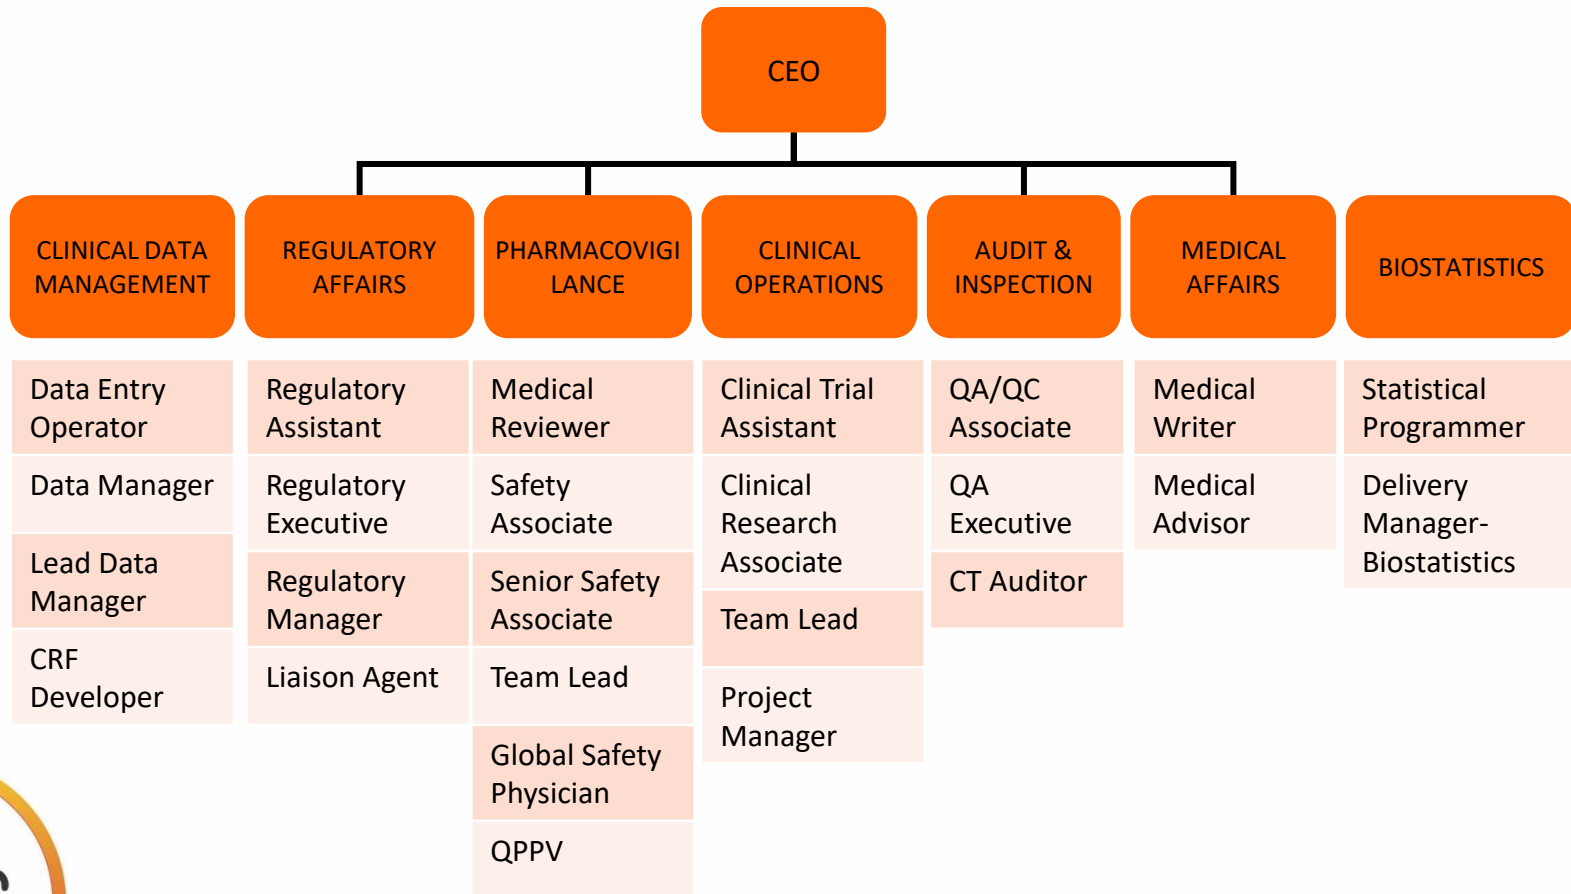 CEO
CLINICAL DATA
MANAGEMENT
REGULATORY
AFFAIRS
PHARMACOVIGI
LANCE
CLINICAL
OPERATIONS
AUDIT &
INSPECTION
MEDICAL
AFFAIRS
BIOSTATISTICS
Data Entry
Operator
Data Manager
Lead Data
Manager
CRF
Developer
Regulatory
Assistant
Regulatory
Executive
Regulatory
Manager
Liaison Agent
Medical
Reviewer
Safety
Associate
Senior Safety
Associate
Team Lead
Global Safety
Physician
QPPV
Clinical Trial
Assistant
Clinical
Research
Associate
Team Lead
Project
Manager
QA/QC
Associate
QA
Executive
CT Auditor
Medical
Writer
Medical
Advisor
Statistical
Programmer
Delivery
Manager-
Biostatistics